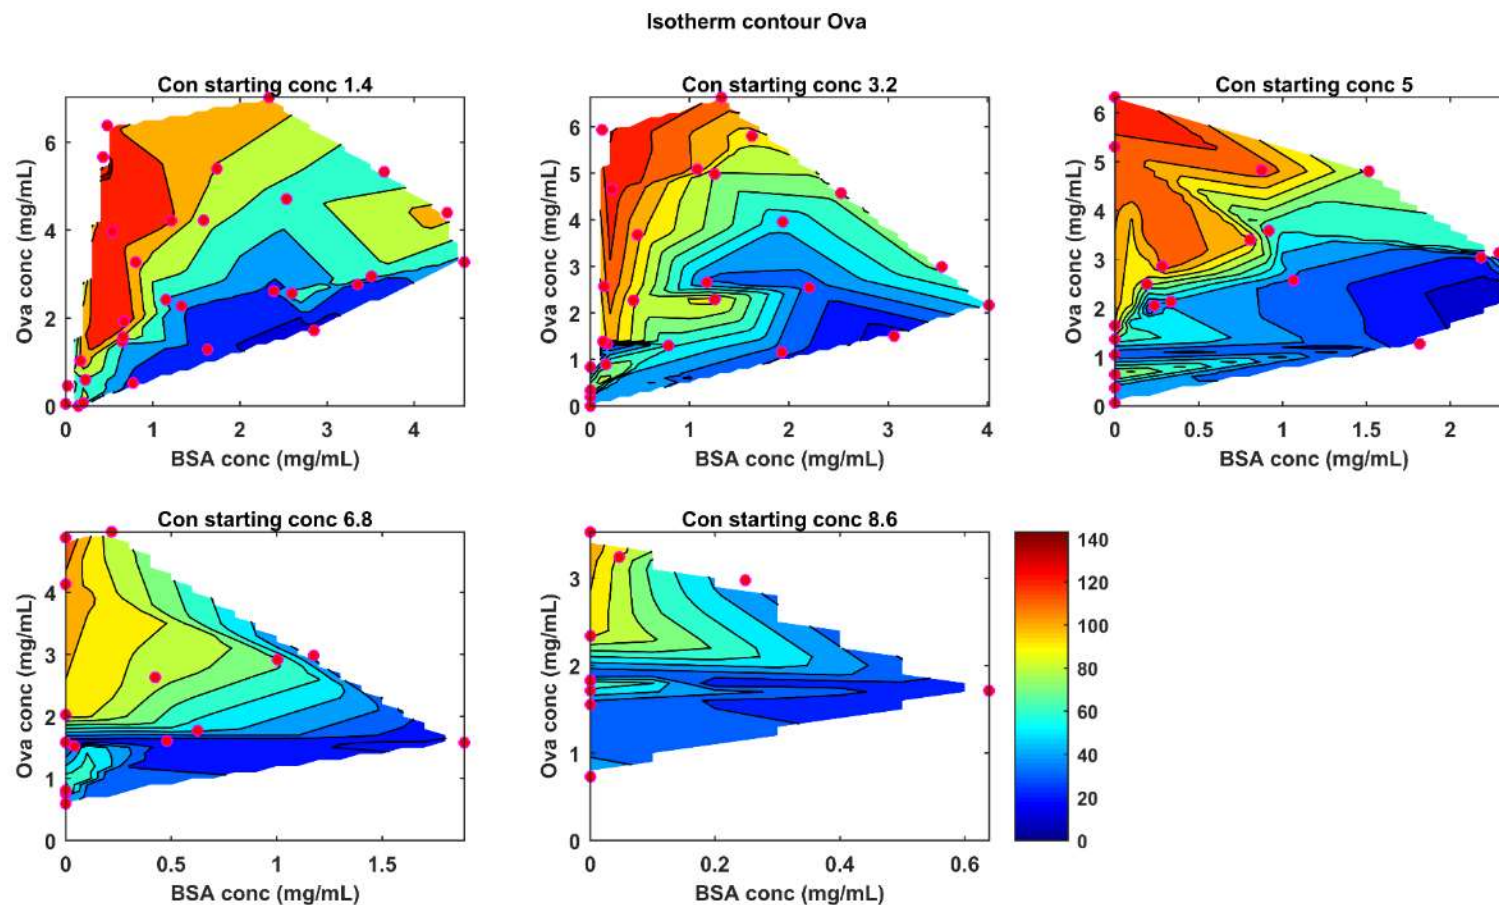 Isotherm contour Ova
Con starting conc 1.4
Ova conc (mg/mL)
6
4
2
0
0 1 2 3 4
BSA conc (mg/mL)
Con starting conc 3.2
Ova conc (mg/mL)
6
5
4
3
2
1
0
0 1 2 3 4
BSA conc (mg/mL)
Con starting conc 5
Ova conc (mg/mL)
6
5
4
3
2
1
0
0 0.5 1 1.5 2
BSA conc (mg/mL)
Con starting conc 6.8
Ova conc (mg/mL)
4
3
2
1
0
0 0.5 1 1.5
BSA conc (mg/mL)
Con starting conc 8.6
Ova conc (mg/mL)
3
2
1
0
0 0.2 0.4 0.6
BSA conc (mg/mL)
140
120
100
80
60
40
20
0